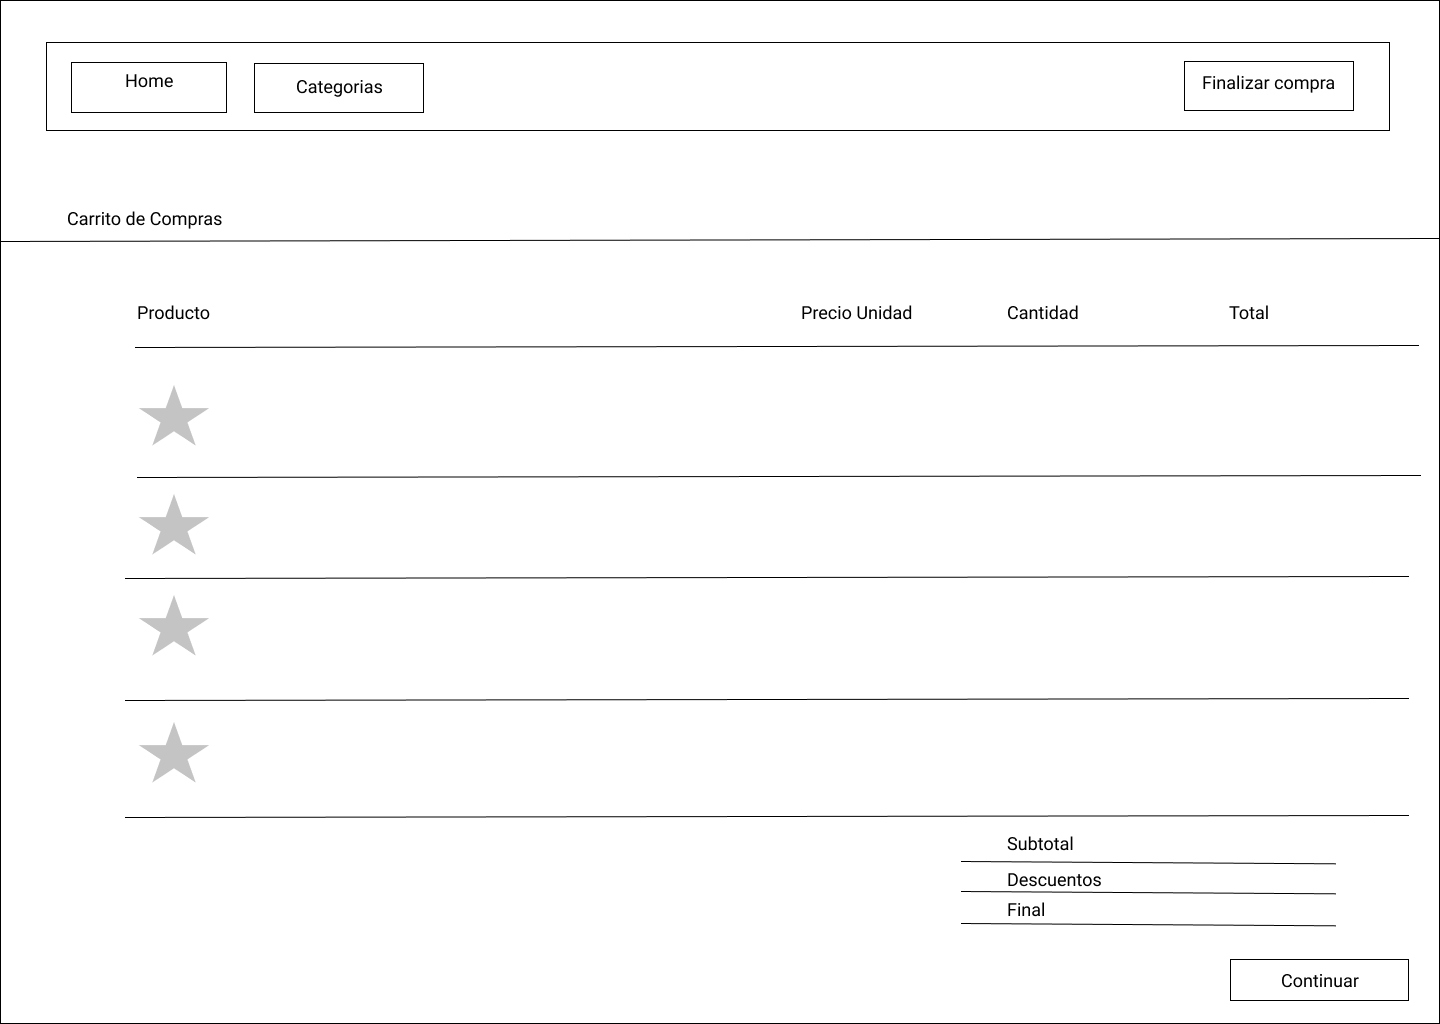 Home
Categorias
Finalizar compra
Carrito de Compras
Producto
Precio Unidad
Cantidad
Total
Subtotal
Descuentos
Final
Continuar